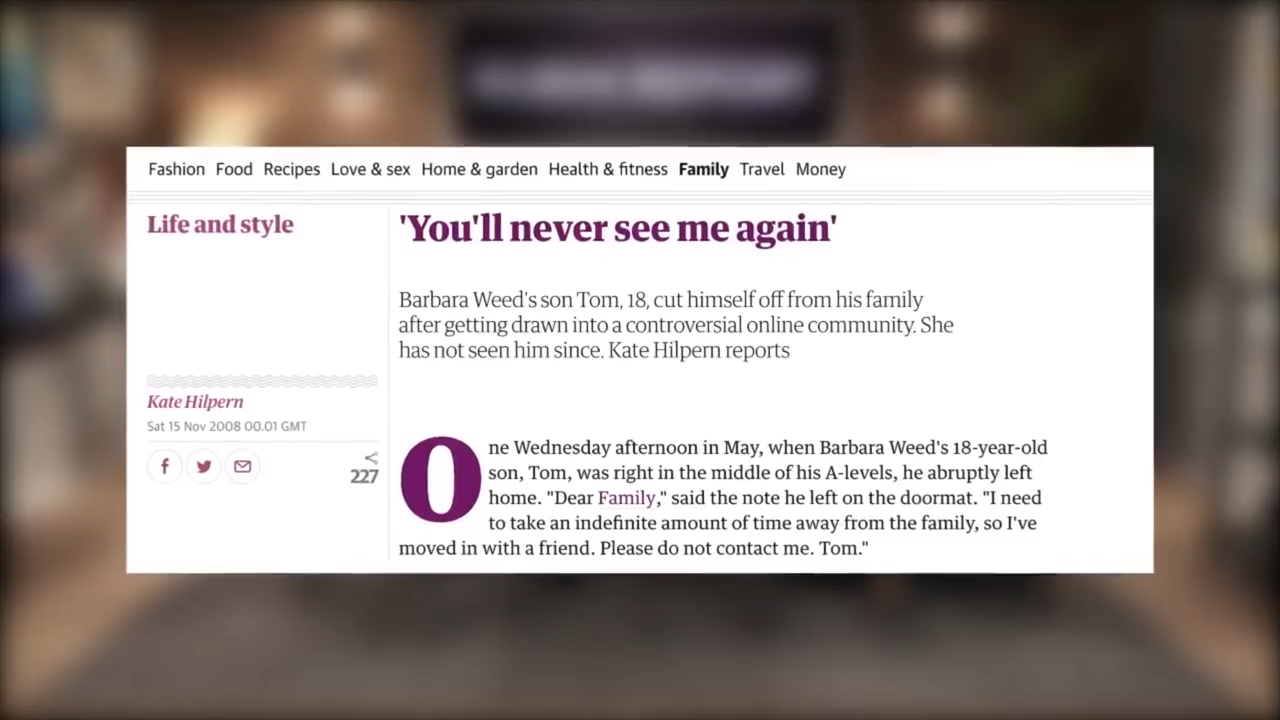 Fashion Food Recipes Love & sex Home & garden Health & fitness Family Travel Money
Life and style
'You'll never see me again'
Barbara Weed's son Tom, 18, cut himself off from his family
after getting drawn into a controversial online community. She
has not seen him since. Kate Hilpern reports
Kate Hilpern
Sat 15 Nov 2008 00.01 GMT
227
One Wednesday afternoon in May, when Barbara Weed's 18-year-old
son, Tom, was right in the middle of his A-levels, he abruptly left
home. "Dear Family," said the note he left on the doormat. "I need
to take an indefinite amount of time away from the family, so I've
moved in with a friend. Please do not contact me. Tom."